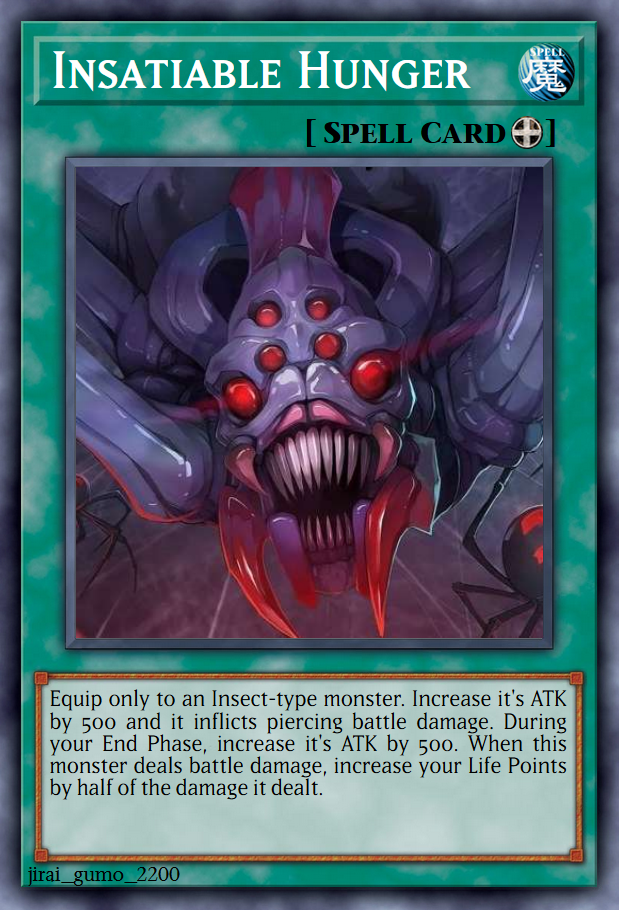 Insatiable Hunger
SPELL
魔
[ Spell Card ]
Equip only to an Insect-type monster. Increase it's ATK
by 500 and it inflicts piercing battle damage. During
your End Phase, increase it's ATK by 500. When this
monster deals battle damage, increase your Life Points
by half of the damage it dealt.
jirai_gumo_2200